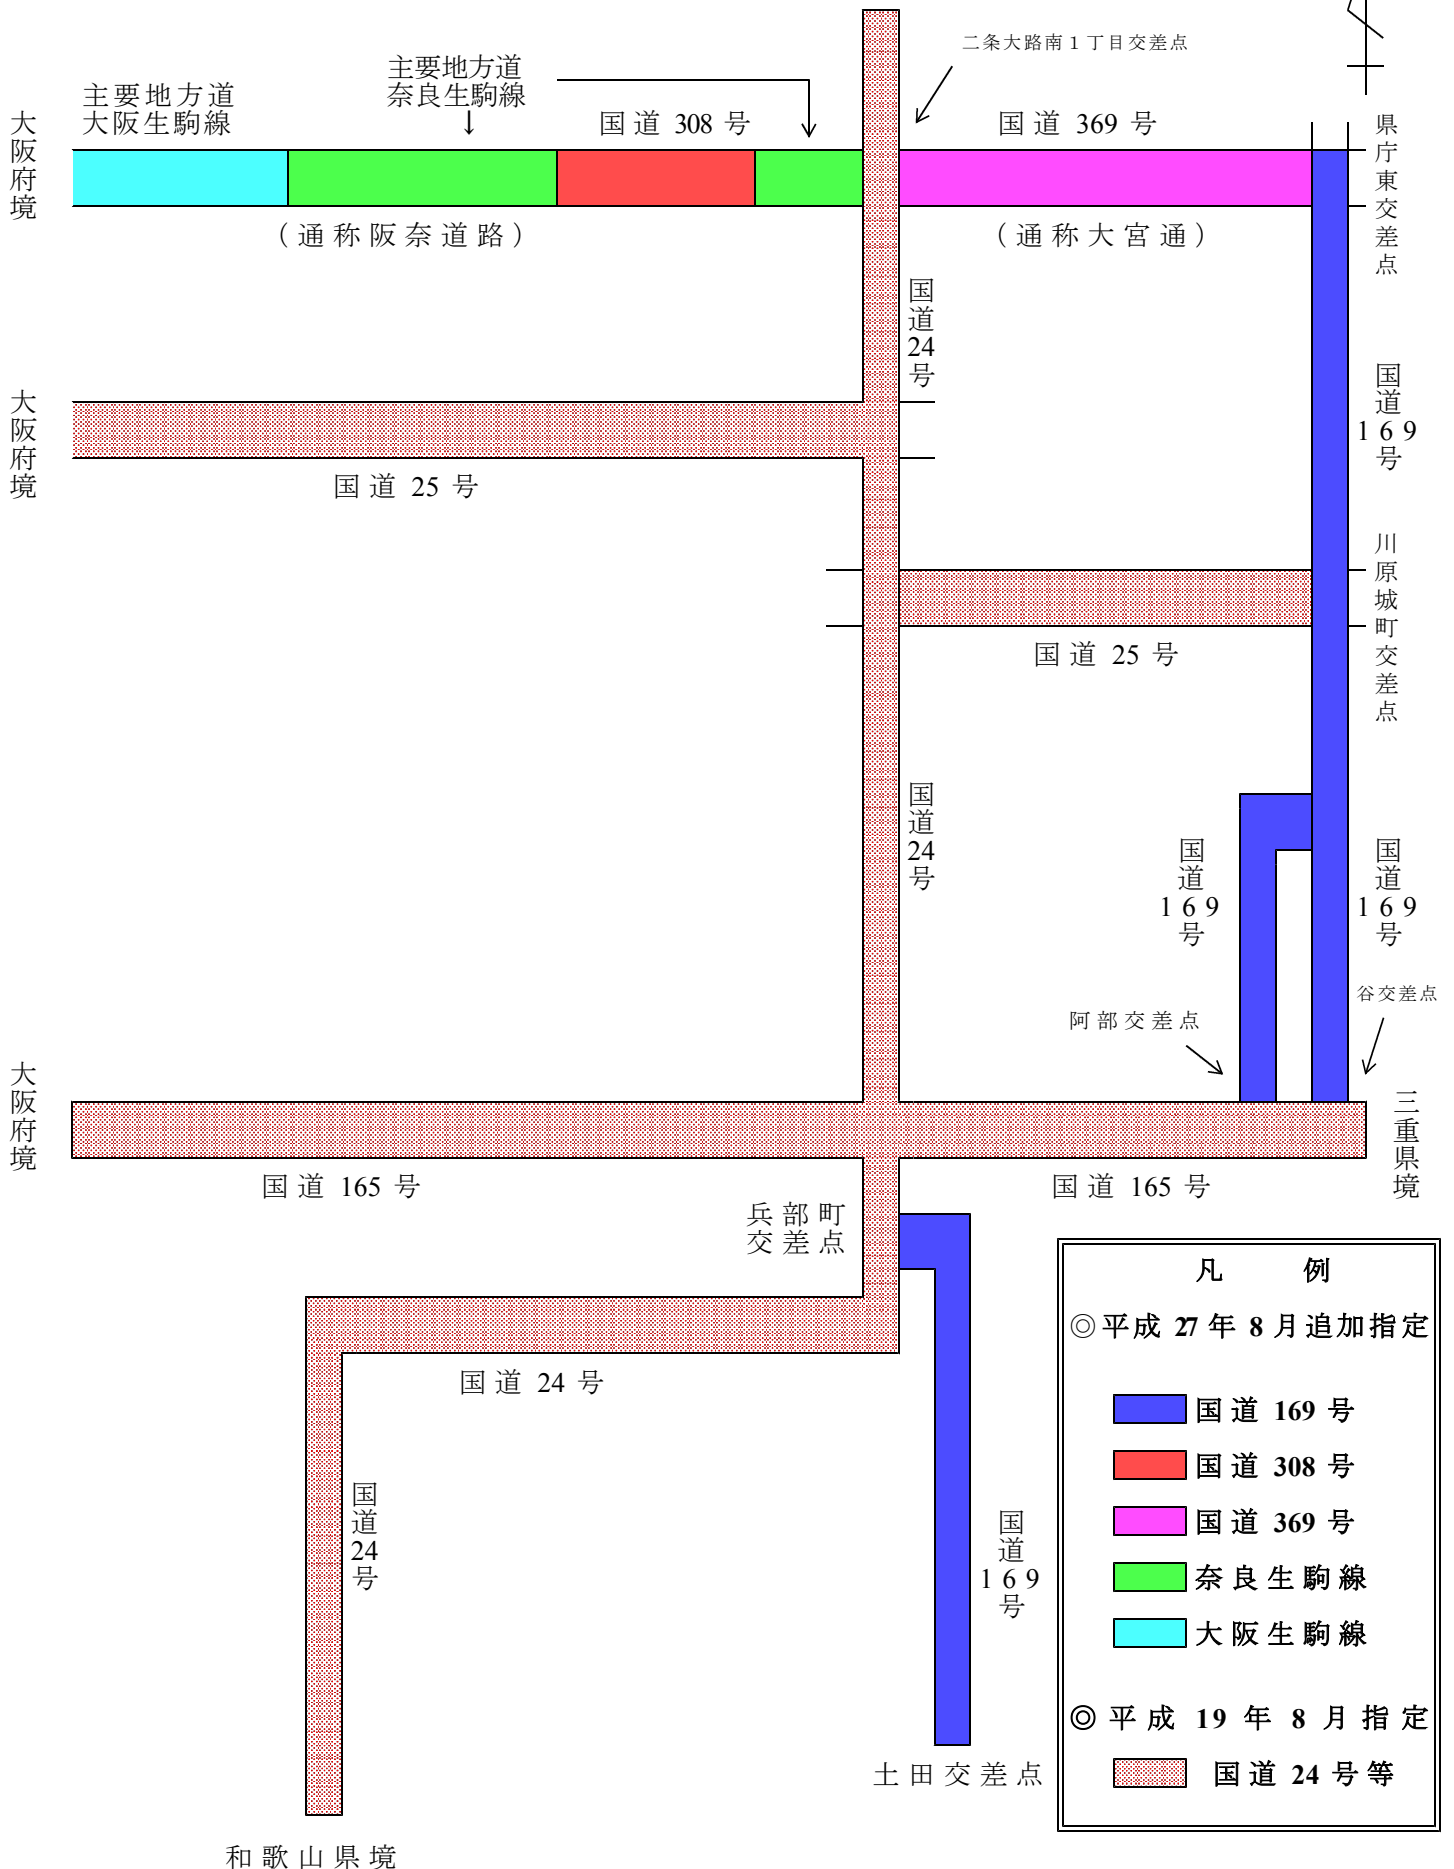 二条大路南１丁目交差点
主要地方道
奈良生駒線
↓
主要地方道
大阪生駒線
国道 308 号
国道 369 号
大阪府境
県庁東交差点
（通称阪奈道路）
（通称大宮通）
国道24号
国道169号
大阪府境
国道 25 号
川原城町交差点
国道 25 号
国道24号
国道169号
国道169号
谷交差点
阿部交差点
大阪府境
三重県境
国道 165 号
国道 165 号
兵部町
交差点
国道 24 号
国道24号
国道169号
土田交差点
和歌山県境
凡 例
◎平成 27 年 8 月追加指定
国道 169 号
国道 308 号
国道 369 号
奈良生駒線
大阪生駒線
◎平成 19 年 8 月指定
国道 24 号等